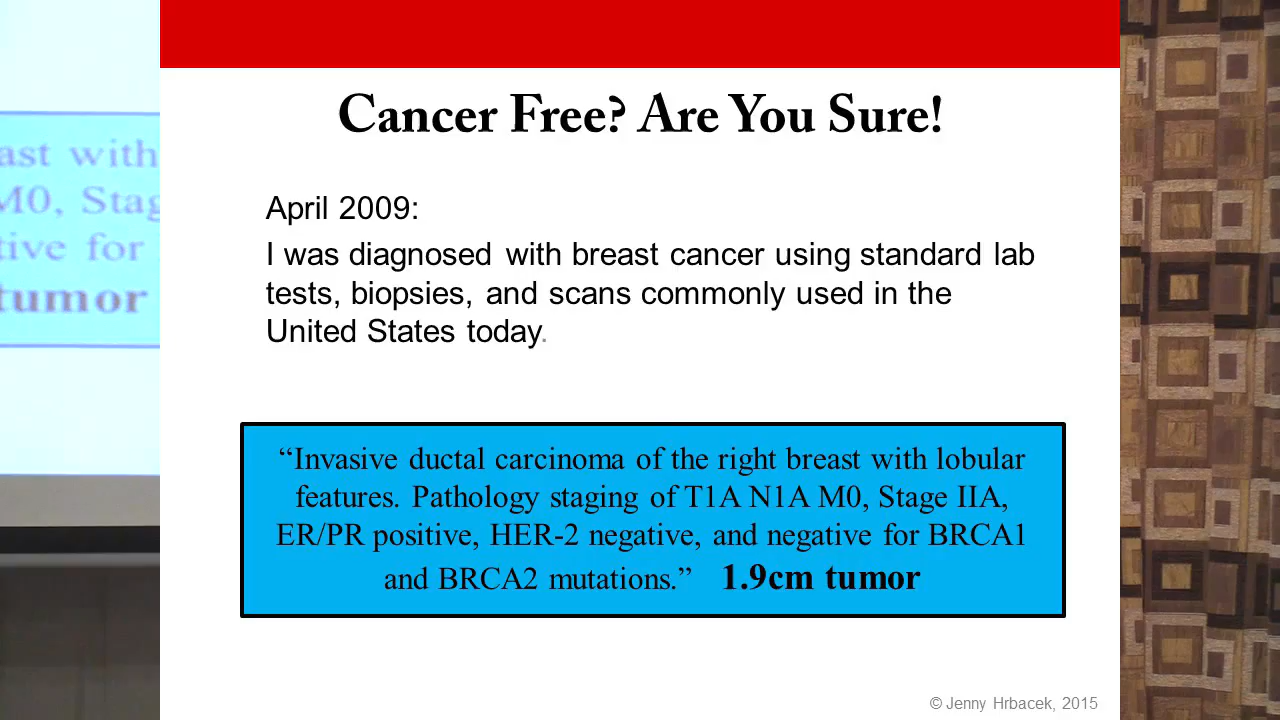 Cancer Free? Are You Sure!
April 2009:
I was diagnosed with breast cancer using standard lab
tests, biopsies, and scans commonly used in the
United States today.
“Invasive ductal carcinoma of the right breast with lobular
features. Pathology staging of T1A N1A M0, Stage IIA,
ER/PR positive, HER-2 negative, and negative for BRCA1
and BRCA2 mutations.” 1.9cm tumor
© Jenny Hrbacek, 2015
ast with
M0, Stag
tive for
tumor